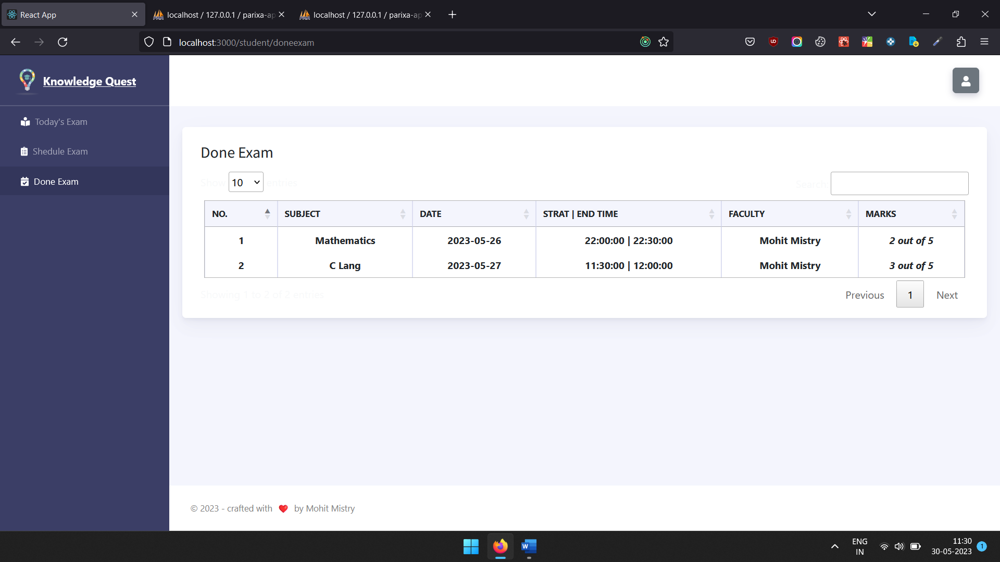 React App
localhost / 127.0.0.1 / parixa-ap
localhost / 127.0.0.1 / parixa-ap
localhost:3000/student/doneexam
Knowledge Quest
Today's Exam
Shedule Exam
Done Exam
Done Exam
Show 10 entries
Search:
NO. SUBJECT DATE STRAT | END TIME FACULTY MARKS
1 Mathematics 2023-05-26 22:00:00 | 22:30:00 Mohit Mistry 2 out of 5
2 C Lang 2023-05-27 11:30:00 | 12:00:00 Mohit Mistry 3 out of 5
Showing 1 to 2 of 2 entries
Previous 1 Next
© 2023 - crafted with ❤️ by Mohit Mistry
ENG
IN
11:30
30-05-2023
1